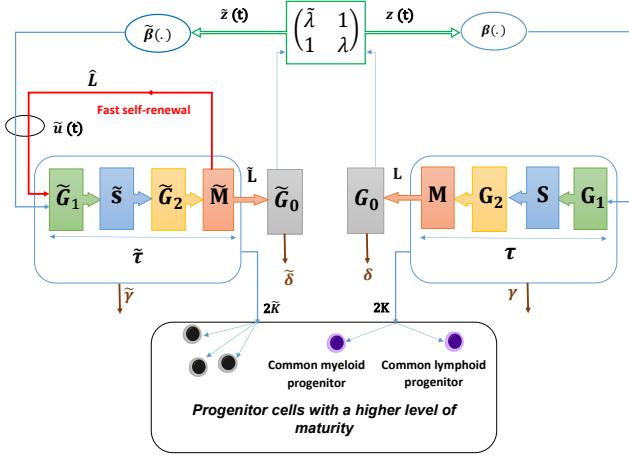 z̃ (t)
z (t)
β̃(.)
λ̃ 1
1 λ
β(.)
L̂
Fast self-renewal
ũ (t)
G̃₁ s̃ G̃₂ M̃
L̃
G̃₀
G₀
L
M G₂ S G₁
τ̃
τ
δ̃
δ
γ̃
γ
2K̃
2K
Common myeloid
progenitor
Common lymphoid
progenitor
Progenitor cells with a higher level of
maturity